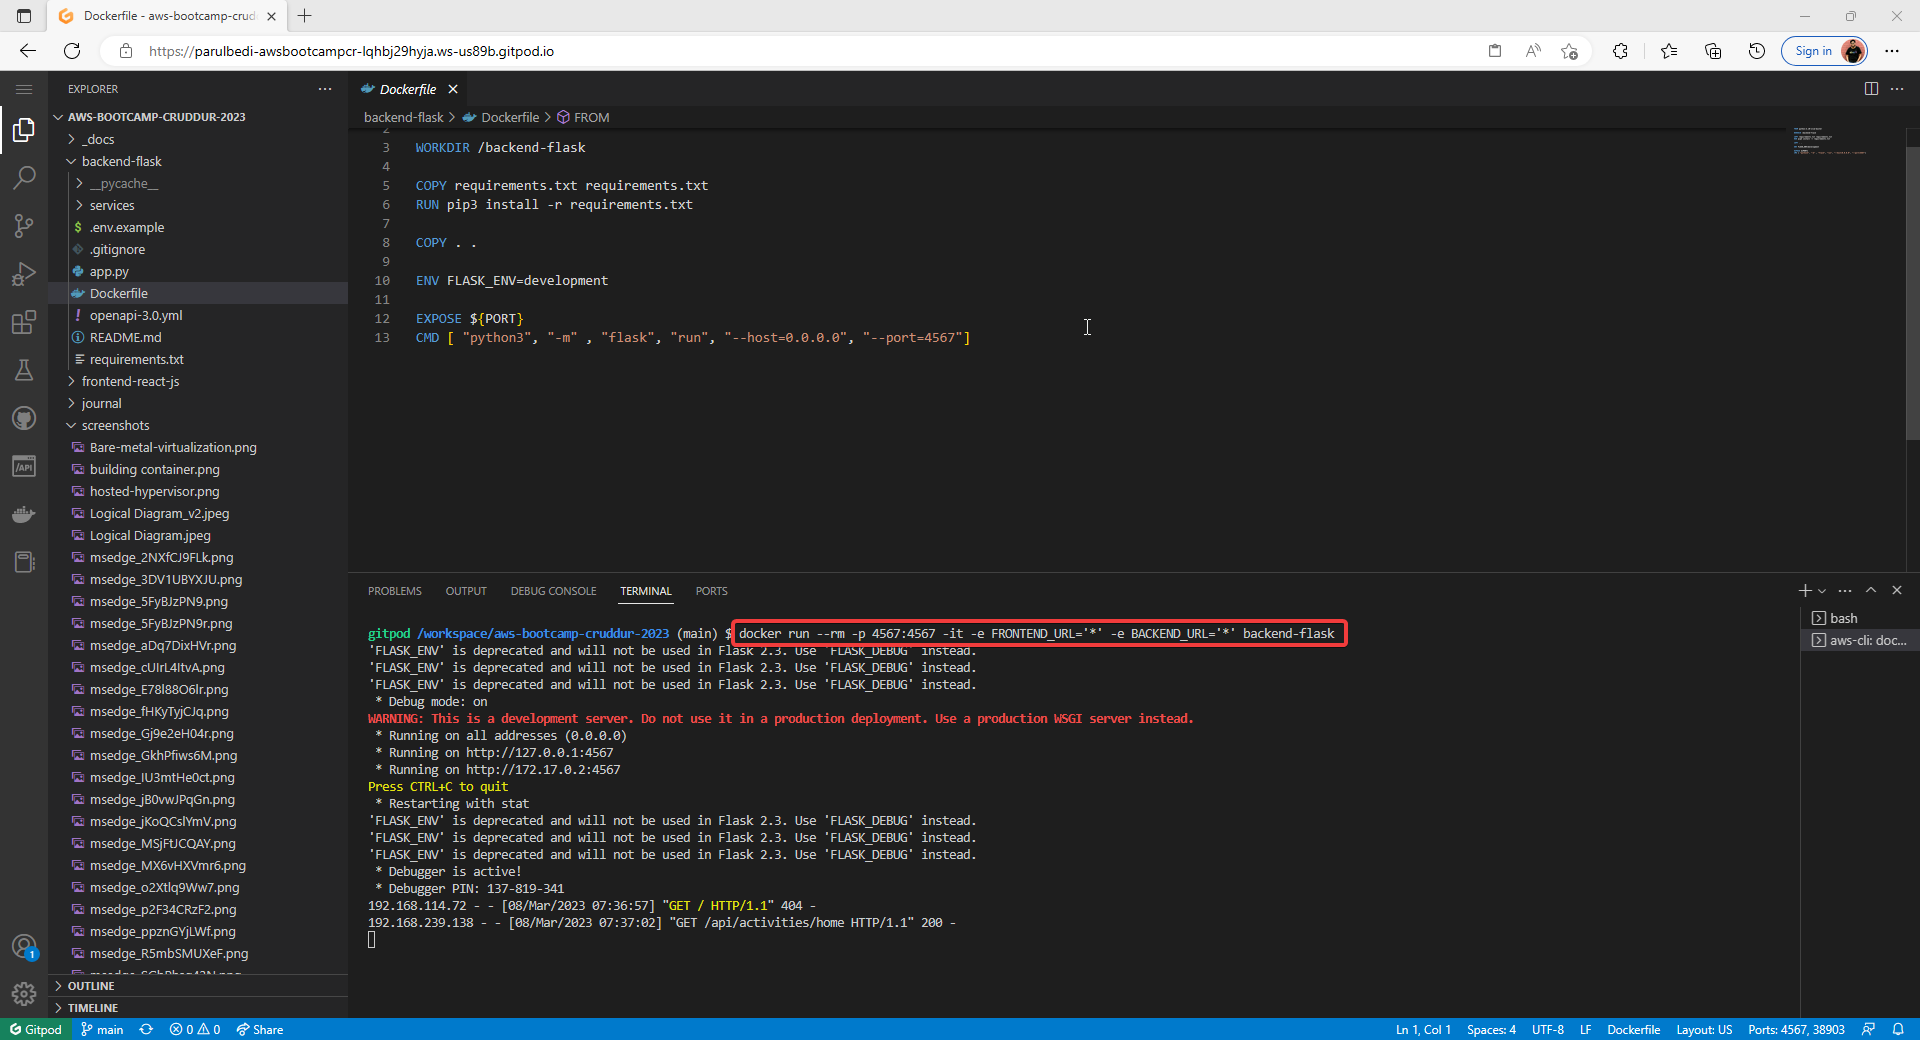 Dockerfile - aws-bootcamp-crud
https://parulbedi-awsbootcampcr-lqhbj29hyja.ws-us89b.gitpod.io
Sign in
EXPLORER
AWS-BOOTCAMP-CRUDDUR-2023
_docs
backend-flask
__pycache__
services
$ .env.example
.gitignore
app.py
Dockerfile
! openapi-3.0.yml
README.md
requirements.txt
frontend-react-js
journal
screenshots
Bare-metal-virtualization.png
building container.png
hosted-hypervisor.png
Logical Diagram_v2.jpeg
Logical Diagram.jpeg
msedge_2NXfCJ9FLk.png
msedge_3DV1UBYXJU.png
msedge_5FyBJzPN9.png
msedge_5FyBJzPN9r.png
msedge_aDq7DixHVr.png
msedge_cUIrL4ItvA.png
msedge_E78l88O6lr.png
msedge_fHKyTyjCJq.png
msedge_Gj9e2eH04r.png
msedge_GkhPfiws6M.png
msedge_IU3mtHe0ct.png
msedge_jB0vwJPqGn.png
msedge_jKoQCslYmV.png
msedge_MSjFtJCQAY.png
msedge_MX6vHXVmr6.png
msedge_o2Xtlq9Ww7.png
msedge_p2F34CRzF2.png
msedge_ppznGYjLWf.png
msedge_R5mbSMUXeF.png
OUTLINE
TIMELINE
Dockerfile
backend-flask > Dockerfile > FROM
2
3 WORKDIR /backend-flask
4
5 COPY requirements.txt requirements.txt
6 RUN pip3 install -r requirements.txt
7
8 COPY . .
9
10 ENV FLASK_ENV=development
11
12 EXPOSE ${PORT}
13 CMD [ "python3", "-m" , "flask", "run", "--host=0.0.0.0", "--port=4567"]
PROBLEMS OUTPUT DEBUG CONSOLE TERMINAL PORTS
gitpod /workspace/aws-bootcamp-cruddur-2023 (main) $ docker run --rm -p 4567:4567 -it -e FRONTEND_URL='*' -e BACKEND_URL='*' backend-flask
'FLASK_ENV' is deprecated and will not be used in Flask 2.3. Use 'FLASK_DEBUG' instead.
'FLASK_ENV' is deprecated and will not be used in Flask 2.3. Use 'FLASK_DEBUG' instead.
'FLASK_ENV' is deprecated and will not be used in Flask 2.3. Use 'FLASK_DEBUG' instead.
* Debug mode: on
WARNING: This is a development server. Do not use it in a production deployment. Use a production WSGI server instead.
* Running on all addresses (0.0.0.0)
* Running on http://127.0.0.1:4567
* Running on http://172.17.0.2:4567
Press CTRL+C to quit
* Restarting with stat
'FLASK_ENV' is deprecated and will not be used in Flask 2.3. Use 'FLASK_DEBUG' instead.
'FLASK_ENV' is deprecated and will not be used in Flask 2.3. Use 'FLASK_DEBUG' instead.
'FLASK_ENV' is deprecated and will not be used in Flask 2.3. Use 'FLASK_DEBUG' instead.
* Debugger is active!
* Debugger PIN: 137-819-341
192.168.114.72 - - [08/Mar/2023 07:36:57] "GET / HTTP/1.1" 404 -
192.168.239.138 - - [08/Mar/2023 07:37:02] "GET /api/activities/home HTTP/1.1" 200 -
bash
aws-cli: doc...
/API
1
Gitpod main 0 0 Share
Ln 1, Col 1 Spaces: 4 UTF-8 LF Dockerfile Layout: US Ports: 4567, 38903